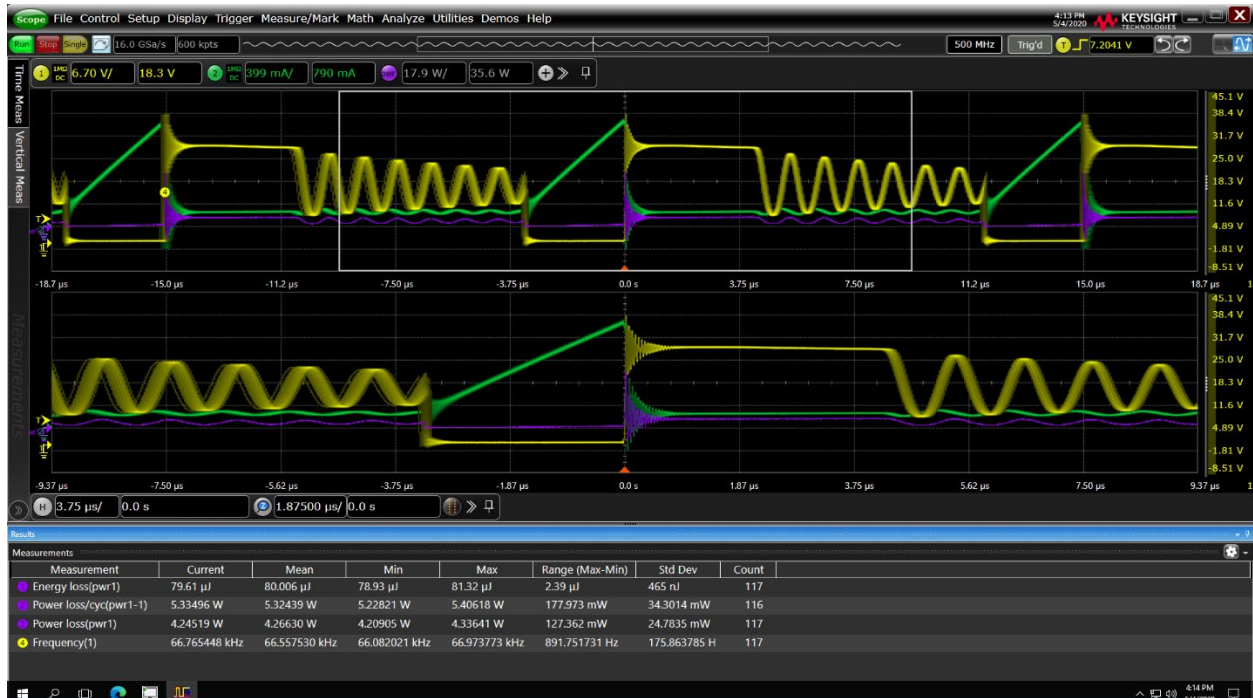 Scope File Control Setup Display Trigger Measure/Mark Math Analyze Utilities Demos Help 4:13 PM 5/4/2020 KEYSIGHT TECHNOLOGIES X
Run Stop Single 16.0 GSa/s 600 kpts 500 MHz Trig'd 1 7.2041 V
1 1MΩ DC 6.70 V/ 18.3 V 2 1MΩ DC 399 mA/ 790 mA 17.9 W/ 35.6 W
Time Meas
Vertical Meas
Measurements
45.1 V
38.4 V
31.7 V
25.0 V
4 18.3 V
11.6 V
T 4.89 V
-1.81 V
-8.51 V
-18.7 µs -15.0 µs -11.2 µs -7.50 µs -3.75 µs 0.0 s 3.75 µs 7.50 µs 11.2 µs 15.0 µs 18.7 µs 1
45.1 V
38.4 V
31.7 V
25.0 V
18.3 V
11.6 V
T 4.89 V
-1.81 V
-8.51 V
-9.37 µs -7.50 µs -5.62 µs -3.75 µs -1.87 µs 0.0 s 1.87 µs 3.75 µs 5.62 µs 7.50 µs 9.37 µs 1
H 3.75 µs/ 0.0 s 1.87500 µs/ 0.0 s
Results
Measurements
Measurement Current Mean Min Max Range (Max-Min) Std Dev Count
Energy loss(pwr1) 79.61 µJ 80.006 µJ 78.93 µJ 81.32 µJ 2.39 µJ 465 nJ 117
Power loss/cyc(pwr1-1) 5.33496 W 5.32439 W 5.22821 W 5.40618 W 177.973 mW 34.3014 mW 116
Power loss(pwr1) 4.24519 W 4.26630 W 4.20905 W 4.33641 W 127.362 mW 24.7835 mW 117
4 Frequency(1) 66.765448 kHz 66.557530 kHz 66.082021 kHz 66.973773 kHz 891.751731 Hz 175.863785 H 117
4:14 PM